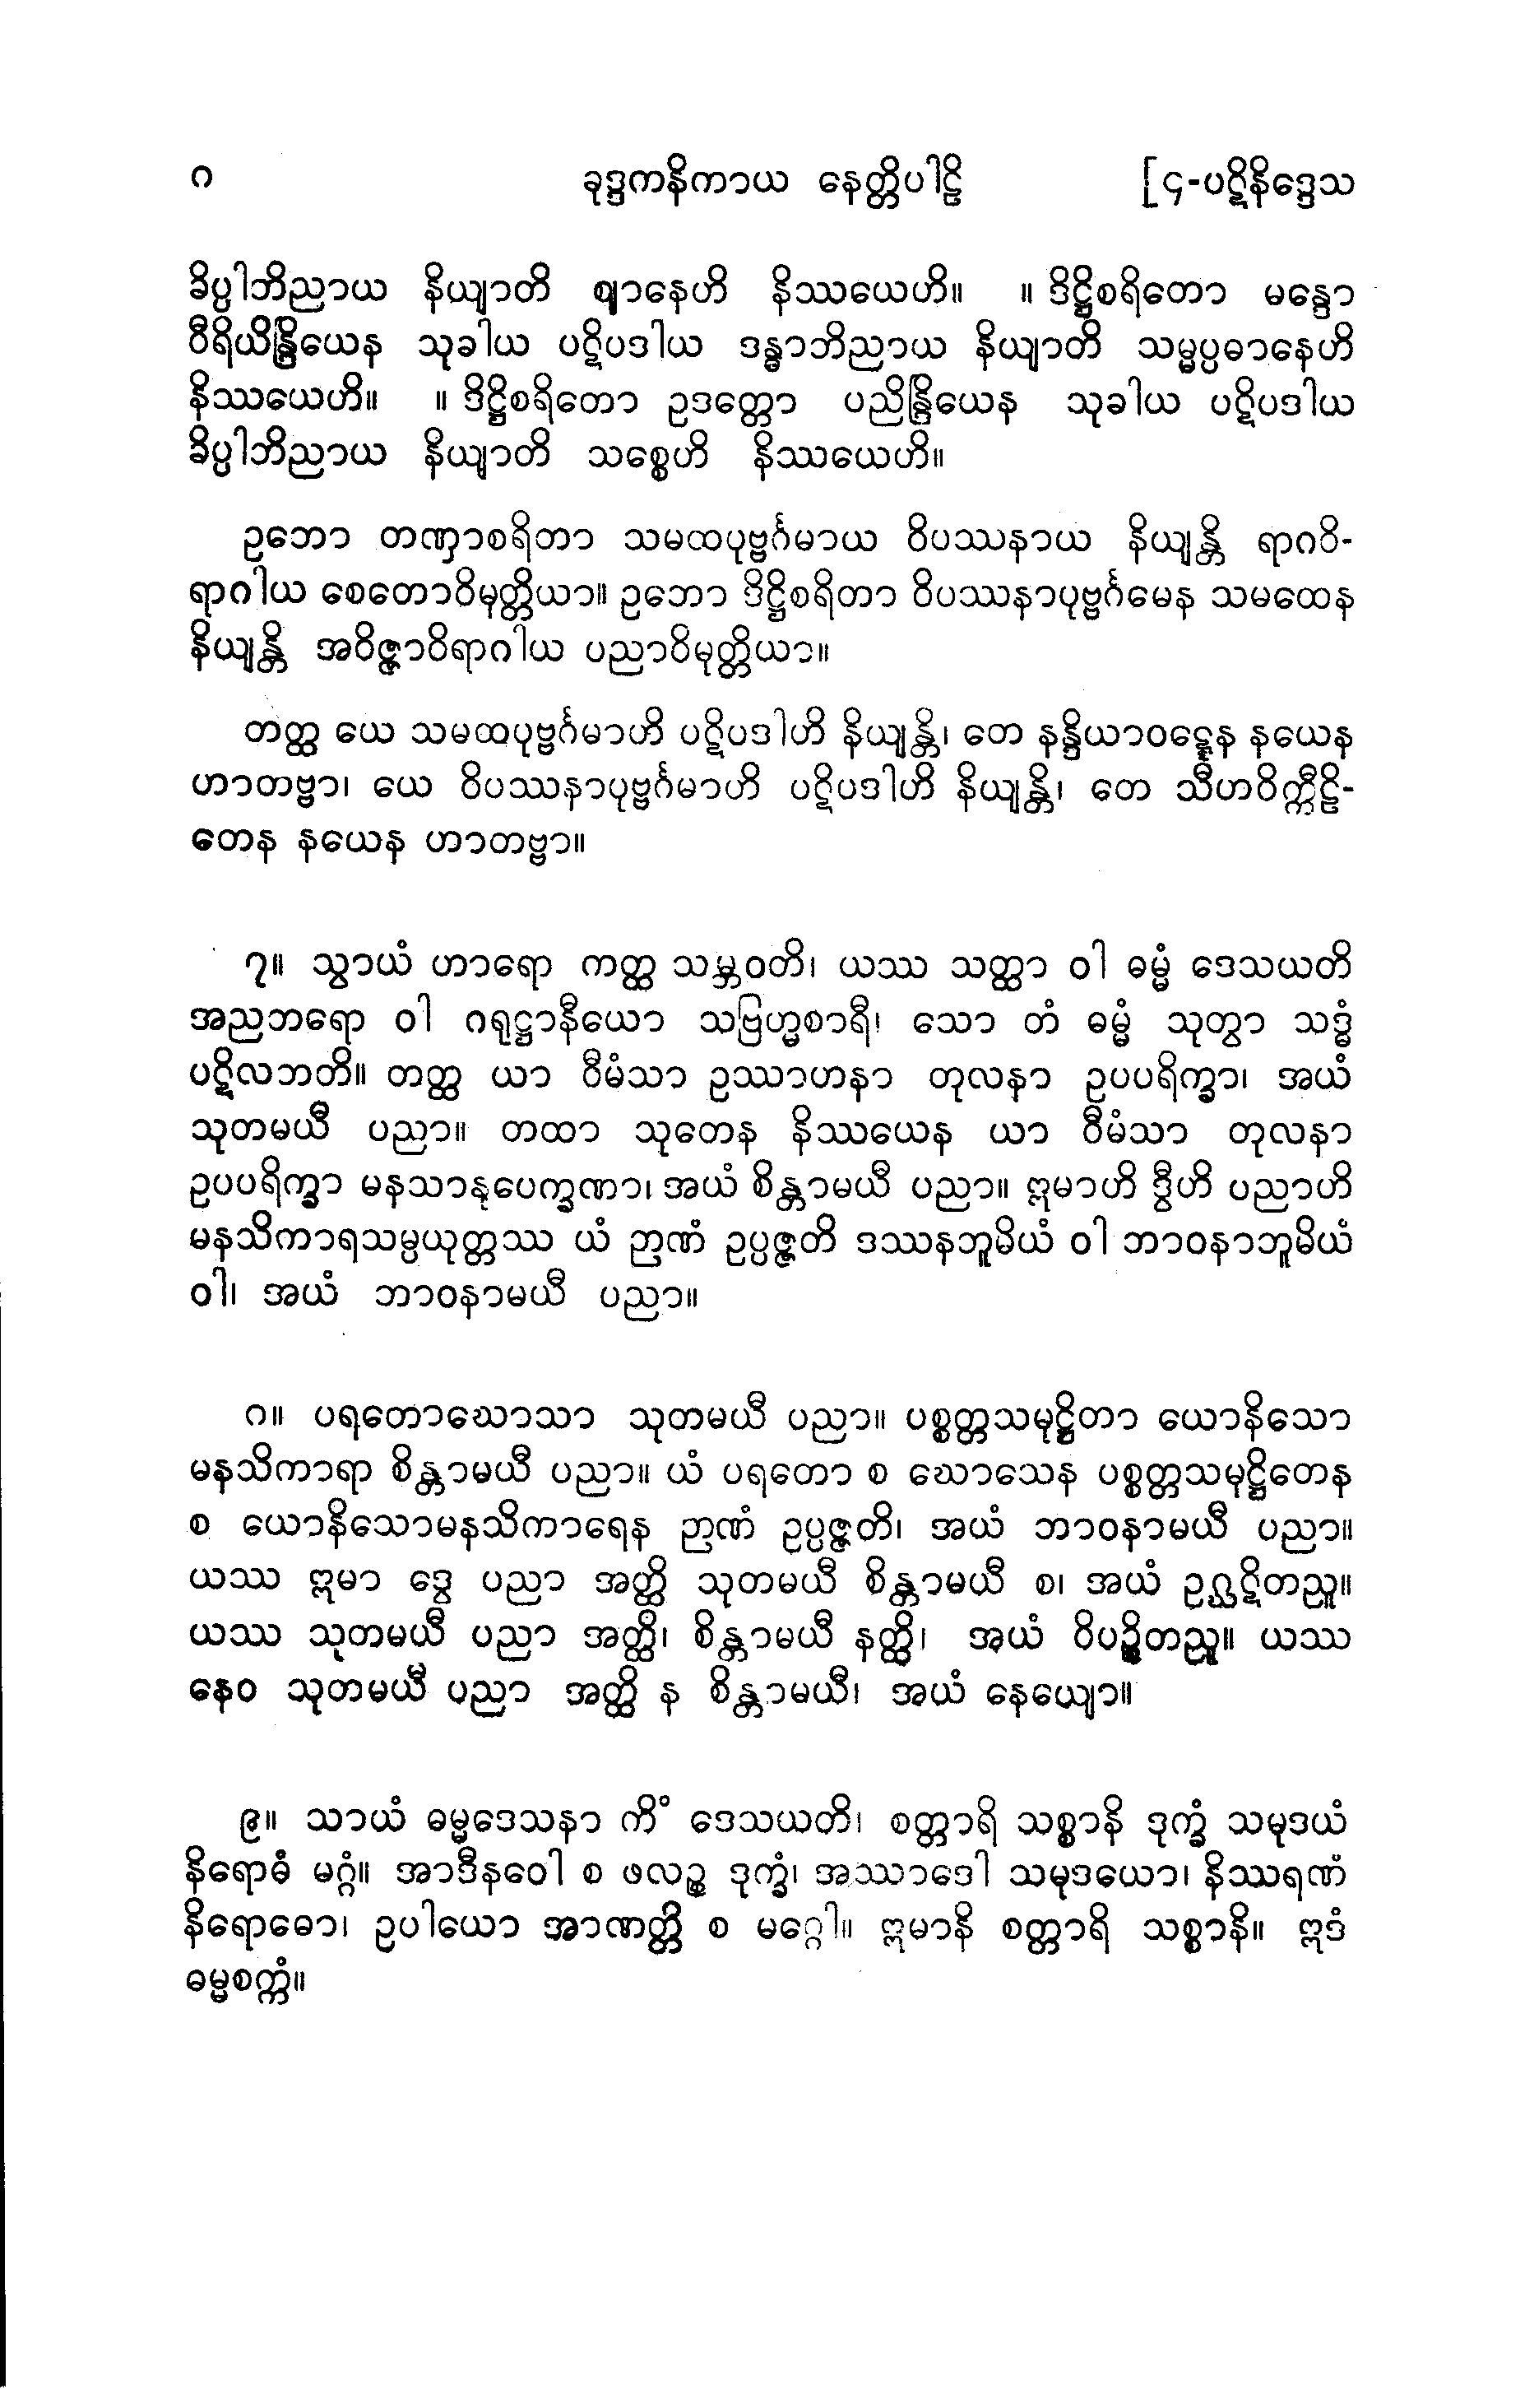 ဂ ခုဒ္ဒကနိကာယ နေတ္တိပါဠိ [၄-ပဋိနိဒ္ဒေသ
ခိပ္ပါဘိညာယ နိယျာတိ ဈာနေဟိ နိဿယေဟိ။ ။ ဒိဋ္ဌိစရိတော မန္ဒော
ဝီရိယိန္ဒြိယေန သုခါယ ပဋိပဒါယ ဒန္ဓာဘိညာယ နိယျာတိ သမ္မပ္ပဓာနေဟိ
နိဿယေဟိ။ ။ ဒိဋ္ဌိစရိတော ဥဒတ္တော ပညိန္ဒြိယေန သုခါယ ပဋိပဒါယ
ခိပ္ပါဘိညာယ နိယျာတိ သစ္စေဟိ နိဿယေဟိ။
ဥဘော တဏှာစရိတာ သမထပုဗ္ဗင်္ဂမာယ ဝိပဿနာယ နိယျန္တိ ရာဂဝိ-
ရာဂါယ စေတောဝိမုတ္တိယာ။ ဥဘော ဒိဋ္ဌိစရိတာ ဝိပဿနာပုဗ္ဗင်္ဂမေန သမထေန
နိယျန္တိ အဝိဇ္ဇာဝိရာဂါယ ပညာဝိမုတ္တိယာ။
တတ္ထ ယေ သမထပုဗ္ဗင်္ဂမာဟိ ပဋိပဒါဟိ နိယျန္တိ၊ တေ နန္ဒိယာဝဋ္ဋေန နယေန
ဟာတဗ္ဗာ၊ ယေ ဝိပဿနာပုဗ္ဗင်္ဂမာဟိ ပဋိပဒါဟိ နိယျန္တိ၊ တေ သီဟဝိက္ကီဠိ-
တေန နယေန ဟာတဗ္ဗာ။
၇။ သွာယံ ဟာရော ကတ္ထ သမ္ဘဝတိ၊ ယဿ သတ္ထာ ဝါ ဓမ္မံ ဒေသယတိ
အညဘရော ဝါ ဂရုဋ္ဌာနီယော သဗြဟ္မစာရီ၊ သော တံ ဓမ္မံ သုတွာ သဒ္ဓံ
ပဋိလဘတိ။ တတ္ထ ယာ ဝီမံသာ ဥဿာဟနာ တုလနာ ဥပပရိက္ခာ၊ အယံ
သုတမယီ ပညာ။ တထာ သုတေန နိဿယေန ယာ ဝီမံသာ တုလနာ
ဥပပရိက္ခာ မနသာနုပေက္ခဏာ၊ အယံ စိန္တာမယီ ပညာ။ ဣမာဟိ ဒွီဟိ ပညာဟိ
မနသိကာရသမ္ပယုတ္တဿ ယံ ဉာဏံ ဥပ္ပဇ္ဇတိ ဒဿနဘူမိယံ ဝါ ဘာဝနာဘူမိယံ
ဝါ၊ အယံ ဘာဝနာမယီ ပညာ။
ဂ။ ပရတောဃောသာ သုတမယီ ပညာ။ ပစ္စတ္တသမုဋ္ဌိတာ ယောနိသော
မနသိကာရာ စိန္တာမယီ ပညာ။ ယံ ပရတော စ ဃောသေန ပစ္စတ္တသမုဋ္ဌိတေန
စ ယောနိသောမနသိကာရေန ဉာဏံ ဥပ္ပဇ္ဇတိ၊ အယံ ဘာဝနာမယီ ပညာ။
ယဿ ဣမာ ဒွေ ပညာ အတ္ထိ သုတမယီ စိန္တာမယီ စ၊ အယံ ဥဂ္ဃဋိတညူ။
ယဿ သုတမယီ ပညာ အတ္ထိ၊ စိန္တာမယီ နတ္ထိ၊ အယံ ဝိပဉ္စိတညူ။ ယဿ
နေဝ သုတမယီ ပညာ အတ္ထိ န စိန္တာမယီ၊ အယံ နေယျော။
၉။ သာယံ ဓမ္မဒေသနာ ကိံ ဒေသယတိ၊ စတ္တာရိ သစ္စာနိ ဒုက္ခံ သမုဒယံ
နိရောဓံ မဂ္ဂံ။ အာဒီနဝေါ စ ဖလဉ္စ ဒုက္ခံ၊ အဿာဒေါ သမုဒယော၊ နိဿရဏံ
နိရောဓော၊ ဥပါယော အာဏတ္တိ စ မဂ္ဂေါ။ ဣမာနိ စတ္တာရိ သစ္စာနိ။ ဣဒံ
ဓမ္မစက္ကံ။